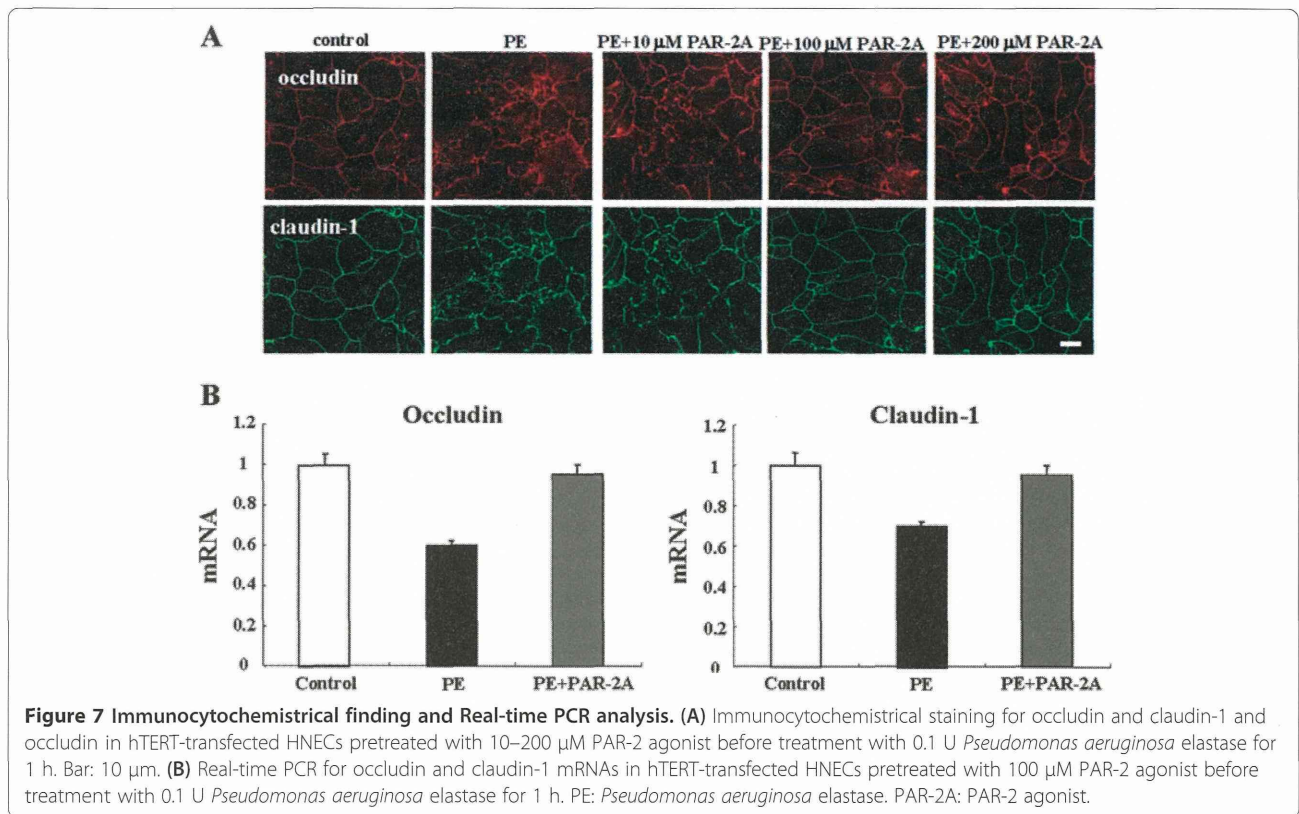 A
control PE PE+10 µM PAR-2A PE+100 µM PAR-2A PE+200 µM PAR-2A
occludin
claudin-1
B
Occludin
1.2
1
0.8
0.6
0.4
0.2
0
mRNA
Control PE PE+PAR-2A
Claudin-1
1.2
1
0.8
0.6
0.4
0.2
0
mRNA
Control PE PE+PAR-2A
Figure 7 Immunocytochemistrical finding and Real-time PCR analysis. (A) Immunocytochemistrical staining for occludin and claudin-1 and
occludin in hTERT-transfected HNECs pretreated with 10–200 µM PAR-2 agonist before treatment with 0.1 U Pseudomonas aeruginosa elastase for
1 h. Bar: 10 µm. (B) Real-time PCR for occludin and claudin-1 mRNAs in hTERT-transfected HNECs pretreated with 100 µM PAR-2 agonist before
treatment with 0.1 U Pseudomonas aeruginosa elastase for 1 h. PE: Pseudomonas aeruginosa elastase. PAR-2A: PAR-2 agonist.